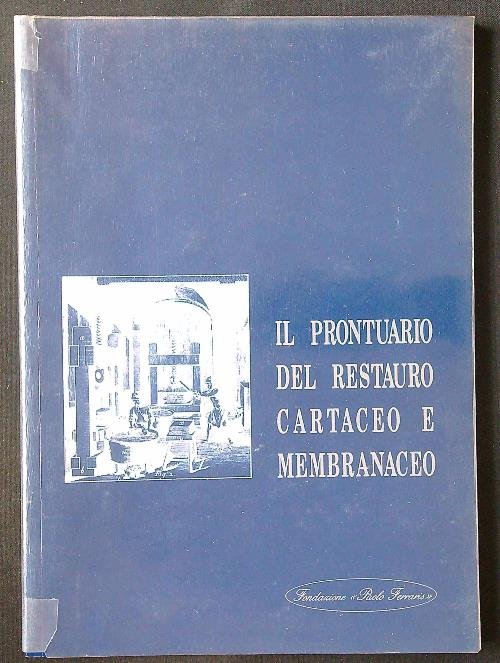 IL PRONTUARIO
DEL RESTAURO
CARTACEO E
MEMBRANACEO
Fondazione «Paolo Ferraris»